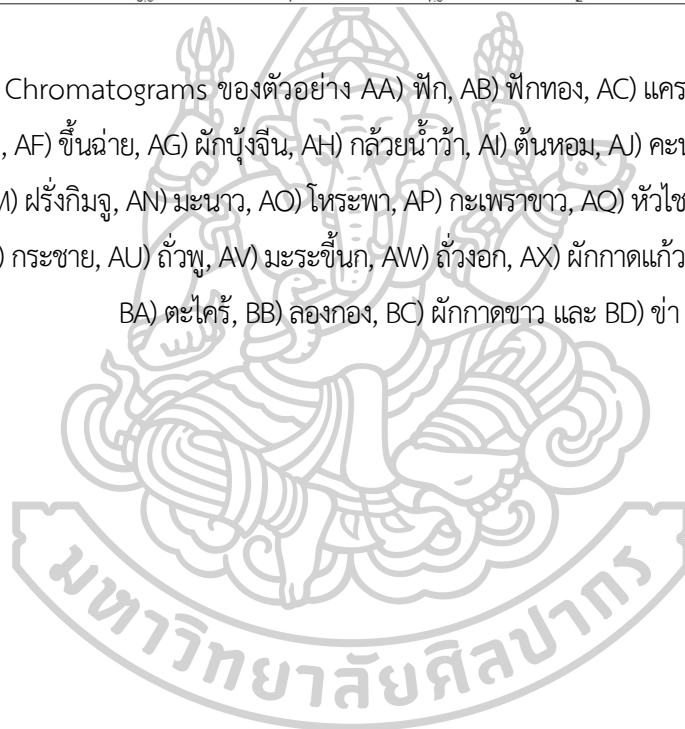 Chromatograms ของตัวอย่าง AA) ฟัก, AB) ฟักทอง, AC) แคร
, AF) ขึ้นฉ่าย, AG) ผักบุ้งจีน, AH) กล้วยน้ำว้า, AI) ต้นหอม, AJ) คะน
M) ฝรั่งกิมจู, AN) มะนาว, AO) โหระพา, AP) กะเพราขาว, AQ) หัวไช
) กระชาย, AU) ถั่วพู, AV) มะระขี้นก, AW) ถั่วงอก, AX) ผักกาดแก้ว
BA) ตะไคร้, BB) ลองกอง, BC) ผักกาดขาว และ BD) ข่า
มหาวิทยาลัยศิลปากร